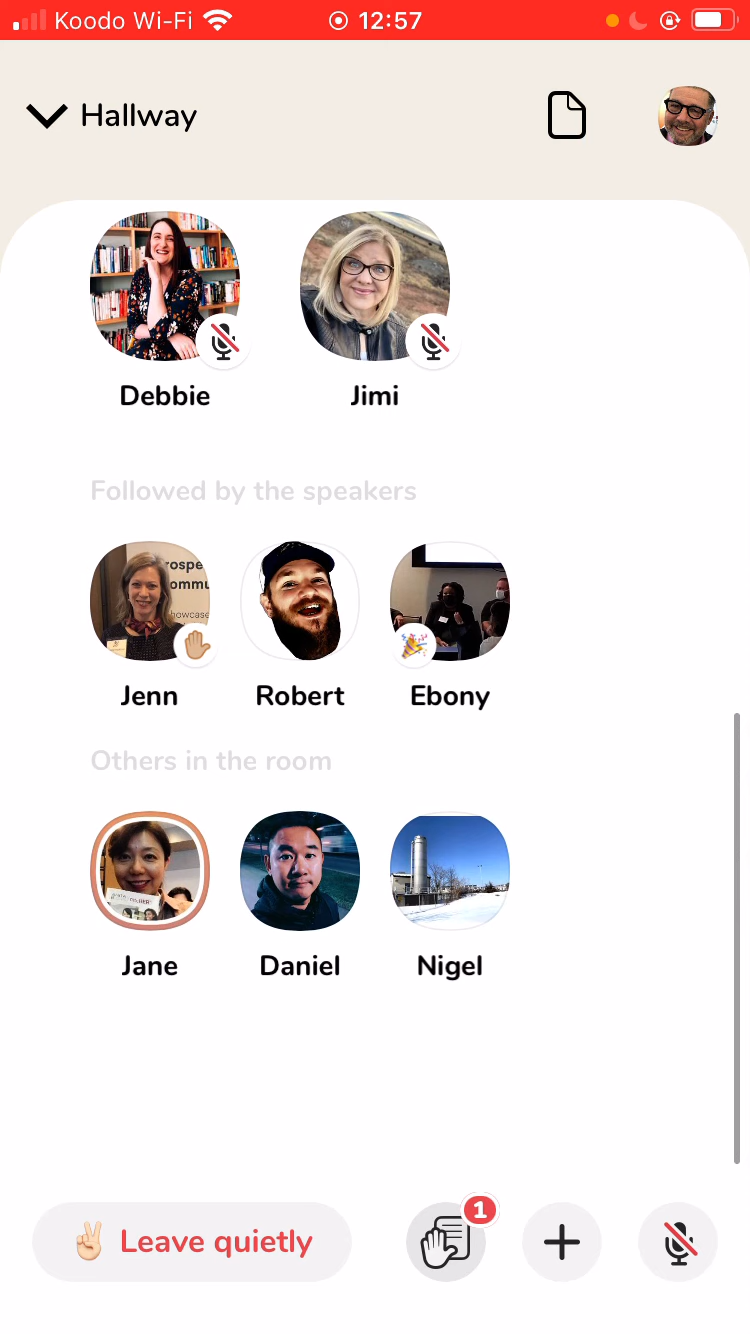 Koodo Wi-Fi 12:57
Hallway
Debbie Jimi
Followed by the speakers
Jenn Robert Ebony
Others in the room
Jane Daniel Nigel
1
Leave quietly